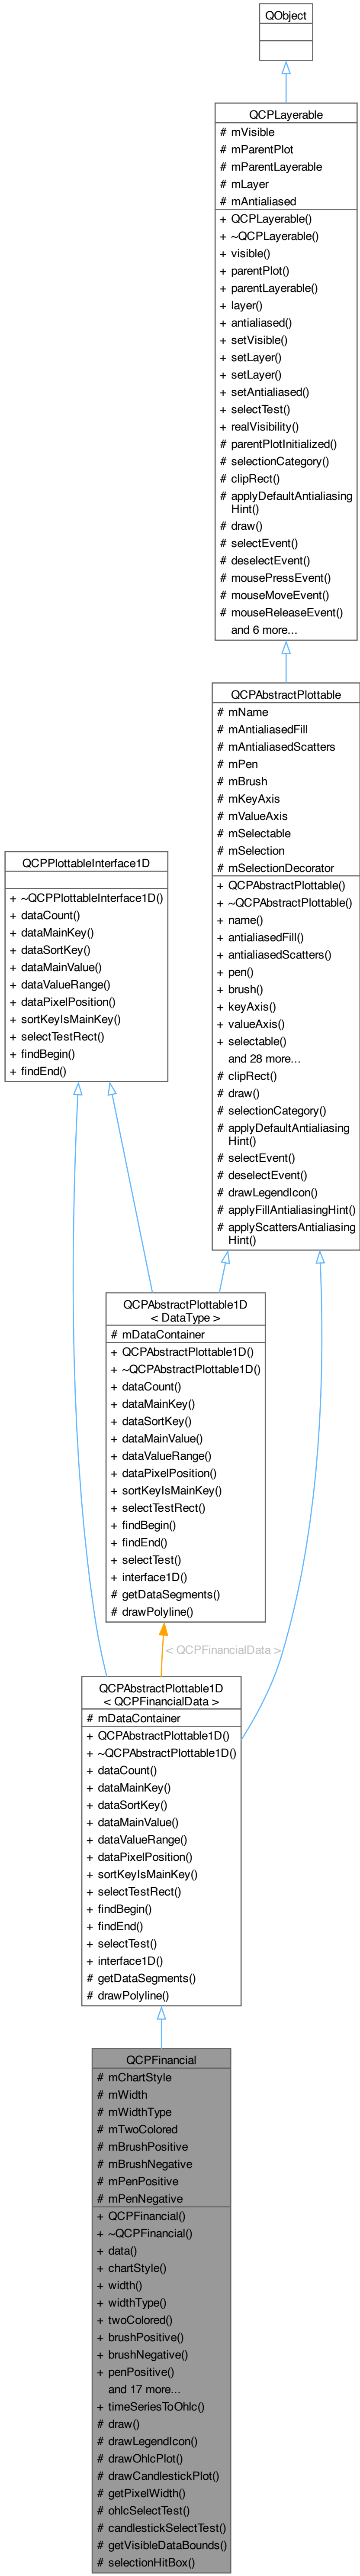 QObject
QCPLayerable
# mVisible
# mParentPlot
# mParentLayerable
# mLayer
# mAntialiased
+ QCPLayerable()
+ ~QCPLayerable()
+ visible()
+ parentPlot()
+ parentLayerable()
+ layer()
+ antialiased()
+ setVisible()
+ setLayer()
+ setLayer()
+ setAntialiased()
+ selectTest()
+ realVisibility()
# parentPlotInitialized()
# selectionCategory()
# clipRect()
# applyDefaultAntialiasing
Hint()
# draw()
# selectEvent()
# deselectEvent()
# mousePressEvent()
# mouseMoveEvent()
# mouseReleaseEvent()
and 6 more...
QCPAbstractPlottable
# mName
# mAntialiasedFill
# mAntialiasedScatters
# mPen
# mBrush
# mKeyAxis
# mValueAxis
# mSelectable
# mSelection
# mSelectionDecorator
+ QCPAbstractPlottable()
+ ~QCPAbstractPlottable()
+ name()
+ antialiasedFill()
+ antialiasedScatters()
+ pen()
+ brush()
+ keyAxis()
+ valueAxis()
+ selectable()
and 28 more...
# clipRect()
# draw()
# selectionCategory()
# applyDefaultAntialiasing
Hint()
# selectEvent()
# deselectEvent()
# drawLegendIcon()
# applyFillAntialiasingHint()
# applyScattersAntialiasing
Hint()
QCPPlottableInterface1D
+ ~QCPPlottableInterface1D()
+ dataCount()
+ dataMainKey()
+ dataSortKey()
+ dataMainValue()
+ dataValueRange()
+ dataPixelPosition()
+ sortKeyIsMainKey()
+ selectTestRect()
+ findBegin()
+ findEnd()
QCPAbstractPlottable1D
< DataType >
# mDataContainer
+ QCPAbstractPlottable1D()
+ ~QCPAbstractPlottable1D()
+ dataCount()
+ dataMainKey()
+ dataSortKey()
+ dataMainValue()
+ dataValueRange()
+ dataPixelPosition()
+ sortKeyIsMainKey()
+ selectTestRect()
+ findBegin()
+ findEnd()
+ selectTest()
+ interface1D()
# getDataSegments()
# drawPolyline()
< QCPFinancialData >
QCPAbstractPlottable1D
< QCPFinancialData >
# mDataContainer
+ QCPAbstractPlottable1D()
+ ~QCPAbstractPlottable1D()
+ dataCount()
+ dataMainKey()
+ dataSortKey()
+ dataMainValue()
+ dataValueRange()
+ dataPixelPosition()
+ sortKeyIsMainKey()
+ selectTestRect()
+ findBegin()
+ findEnd()
+ selectTest()
+ interface1D()
# getDataSegments()
# drawPolyline()
QCPFinancial
# mChartStyle
# mWidth
# mWidthType
# mTwoColored
# mBrushPositive
# mBrushNegative
# mPenPositive
# mPenNegative
+ QCPFinancial()
+ ~QCPFinancial()
+ data()
+ chartStyle()
+ width()
+ widthType()
+ twoColored()
+ brushPositive()
+ brushNegative()
+ penPositive()
and 17 more...
+ timeSeriesToOhlc()
# draw()
# drawLegendIcon()
# drawOhlcPlot()
# drawCandlestickPlot()
# getPixelWidth()
# ohlcSelectTest()
# candlestickSelectTest()
# getVisibleDataBounds()
# selectionHitBox()